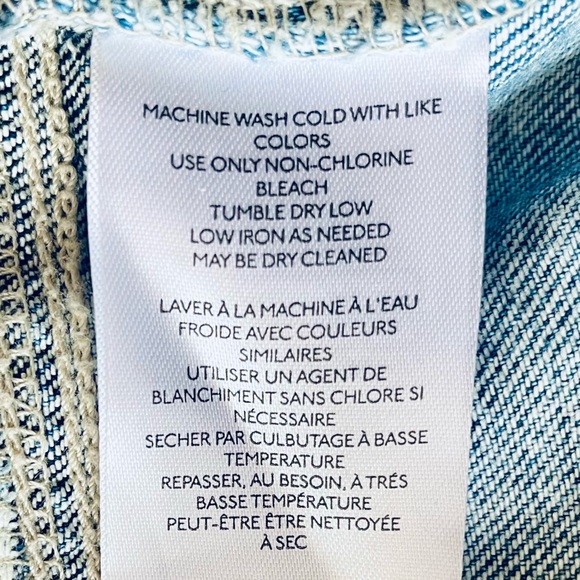 MACHINE WASH COLD WITH LIKE
COLORS
USE ONLY NON-CHLORINE
BLEACH
TUMBLE DRY LOW
LOW IRON AS NEEDED
MAY BE DRY CLEANED
LAVER À LA MACHINE À L'EAU
FROIDE AVEC COULEURS
SIMILAIRES
UTILISER UN AGENT DE
BLANCHIMENT SANS CHLORE SI
NÉCESSAIRE
SECHER PAR CULBUTAGE À BASSE
TEMPERATURE
REPASSER, AU BESOIN, À TRÉS
BASSE TEMPÉRATURE
PEUT-ÊTRE ÊTRE NETTOYÉE
À SEC